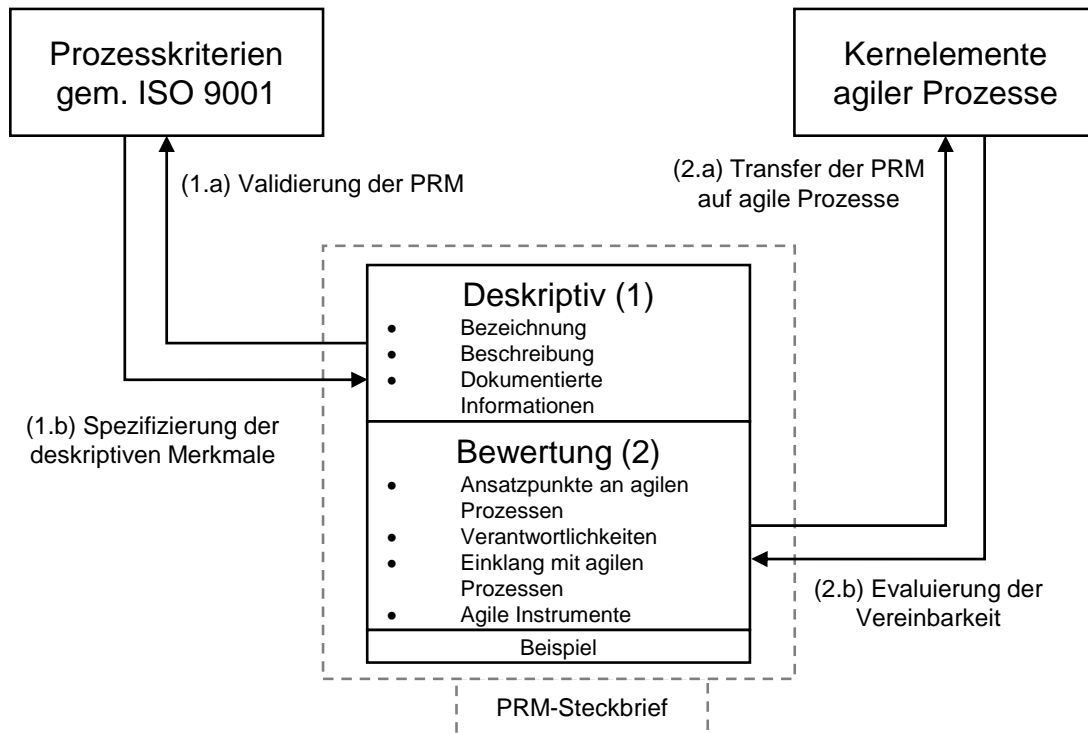 Prozesskriterien
gem. ISO 9001
Kernelemente
agiler Prozesse
(1.a) Validierung der PRM
(2.a) Transfer der PRM
auf agile Prozesse
Deskriptiv (1)
• Bezeichnung
• Beschreibung
• Dokumentierte
Informationen
(1.b) Spezifizierung der
deskriptiven Merkmale
Bewertung (2)
• Ansatzpunkte an agilen
Prozessen
• Verantwortlichkeiten
• Einklang mit agilen
Prozessen
• Agile Instrumente
(2.b) Evaluierung der
Vereinbarkeit
Beispiel
PRM-Steckbrief